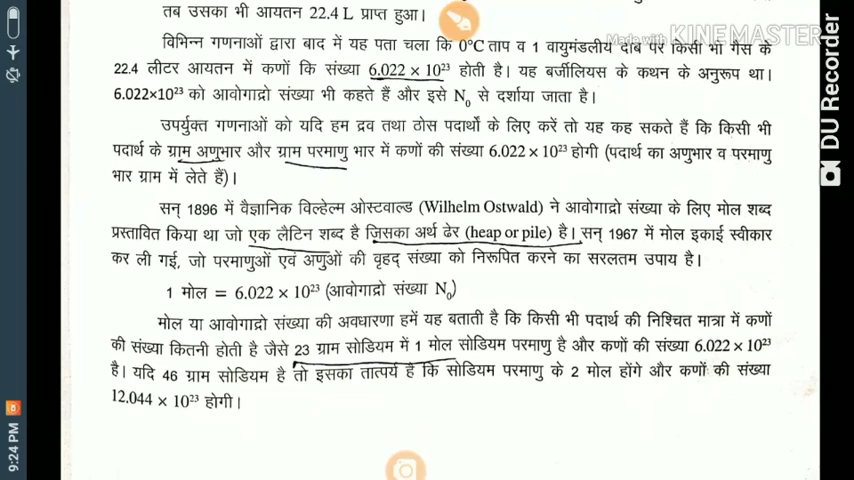 तब उसका भी आयतन 22.4 L प्राप्त हुआ।
Made with KINEMASTER
विभिन्न गणनाओं द्वारा बाद में यह पता चला कि 0°C ताप व 1 वायुमंडलीय दाब पर किसी भी गैस के
22.4 लीटर आयतन में कणों कि संख्या 6.022 × 10²³ होती है। यह बर्जीलियस के कथन के अनुरूप था।
6.022×10²³ को आवोगाद्रो संख्या भी कहते हैं और इसे N₀ से दर्शाया जाता है।
उपर्युक्त गणनाओं को यदि हम द्रव तथा ठोस पदार्थों के लिए करें तो यह कह सकते हैं कि किसी भी
पदार्थ के ग्राम अणुभार और ग्राम परमाणु भार में कणों की संख्या 6.022 × 10²³ होगी (पदार्थ का अणुभार व परमाणु
भार ग्राम में लेते हैं)।
सन् 1896 में वैज्ञानिक विल्हेल्म ओस्टवाल्ड (Wilhelm Ostwald) ने आवोगाद्रो संख्या के लिए मोल शब्द
प्रस्तावित किया था जो एक लैटिन शब्द है जिसका अर्थ ढेर (heap or pile) है। सन् 1967 में मोल इकाई स्वीकार
कर ली गई, जो परमाणुओं एवं अणुओं की वृहद् संख्या को निरूपित करने का सरलतम उपाय है।
1 मोल = 6.022 × 10²³ (आवोगाद्रो संख्या N₀)
मोल या आवोगाद्रो संख्या की अवधारणा हमें यह बताती है कि किसी भी पदार्थ की निश्चित मात्रा में कणों
की संख्या कितनी होती है जैसे 23 ग्राम सोडियम में 1 मोल सोडियम परमाणु है और कणों की संख्या 6.022 × 10²³
है। यदि 46 ग्राम सोडियम है तो इसका तात्पर्य है कि सोडियम परमाणु के 2 मोल होंगे और कणों की संख्या
12.044 × 10²³ होगी।
DU Recorder
9:24 PM